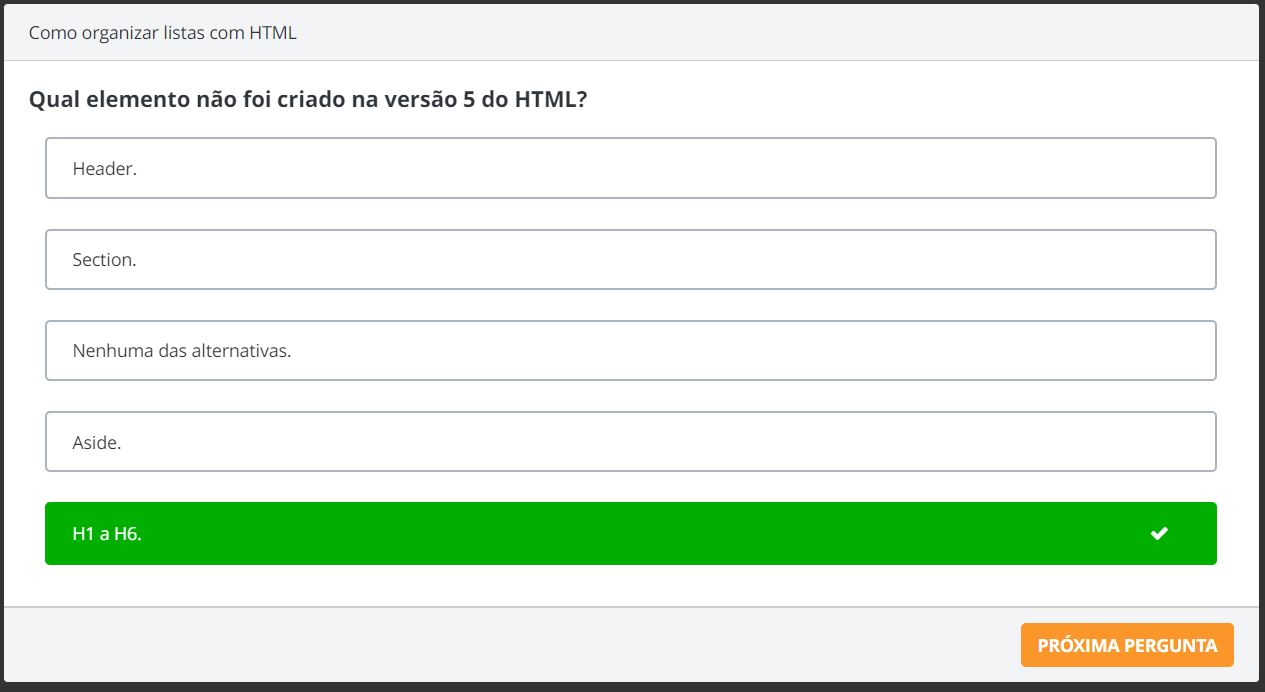 Como organizar listas com HTML
Qual elemento não foi criado na versão 5 do HTML?
Header.
Section.
Nenhuma das alternativas.
Aside.
H1 a H6.
PRÓXIMA PERGUNTA